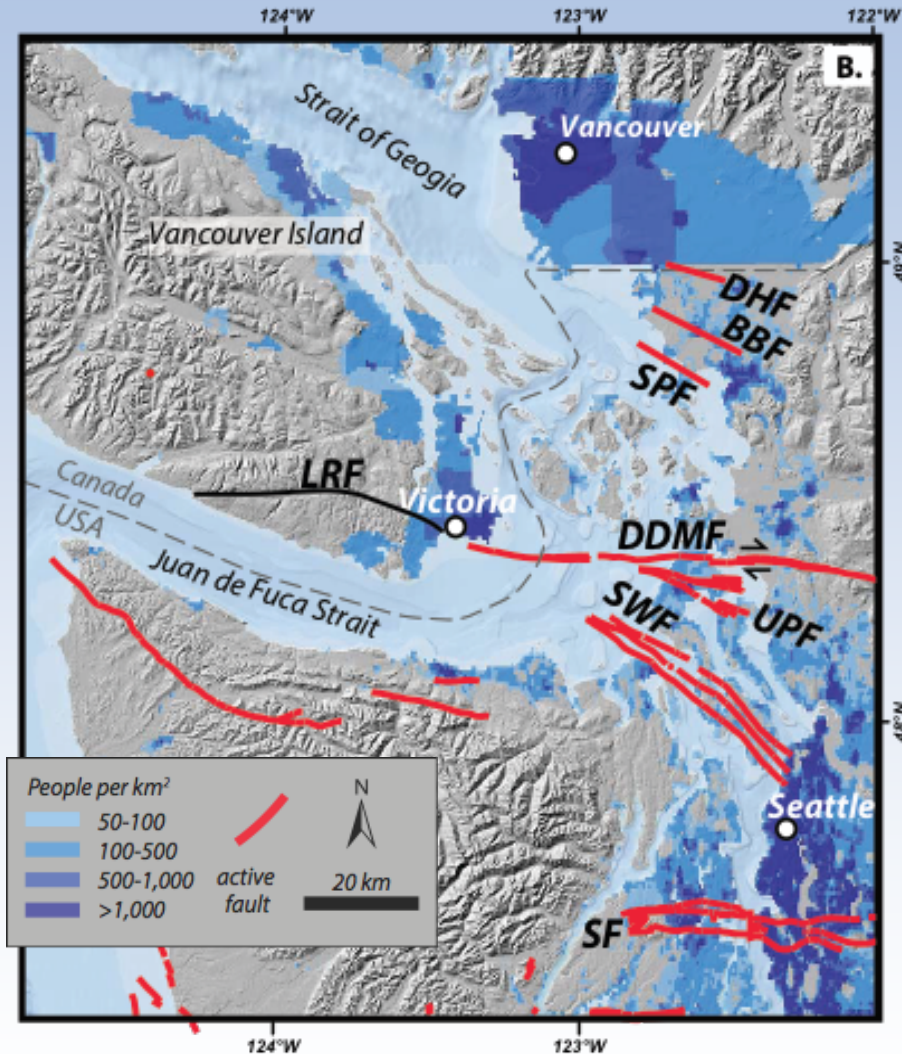 124°W
123°W
122°W
B.
Strait of Geogia
Vancouver
Vancouver Island
49°N
DHF
BBF
SPF
LRF
Victoria
Canada
USA
Juan de Fuca Strait
DDMF
SWF
UPF
48°N
People per km²
50-100
100-500
500-1,000
>1,000
active
fault
N
20 km
Seattle
SF
124°W
123°W